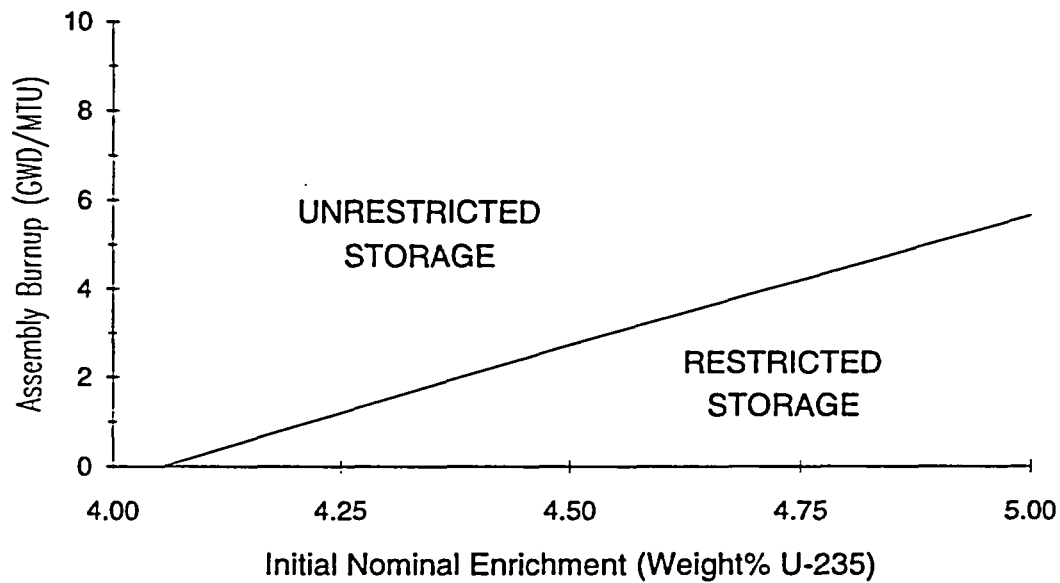 10
8
6
4
2
0
Assembly Burnup (GWD/MTU)
UNRESTRICTED
STORAGE
RESTRICTED
STORAGE
4.00 4.25 4.50 4.75 5.00
Initial Nominal Enrichment (Weight% U-235)